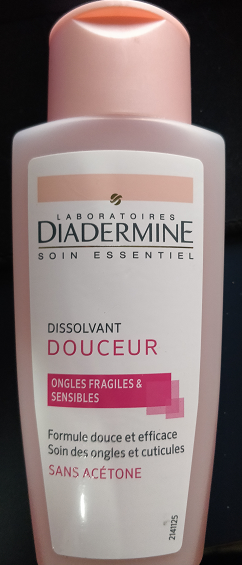 LABORATOIRES
DIADERMINE
SOIN ESSENTIEL
DISSOLVANT
DOUCEUR
ONGLES FRAGILES &
SENSIBLES
Formule douce et efficace
Soin des ongles et cuticules
SANS ACÉTONE
2141125